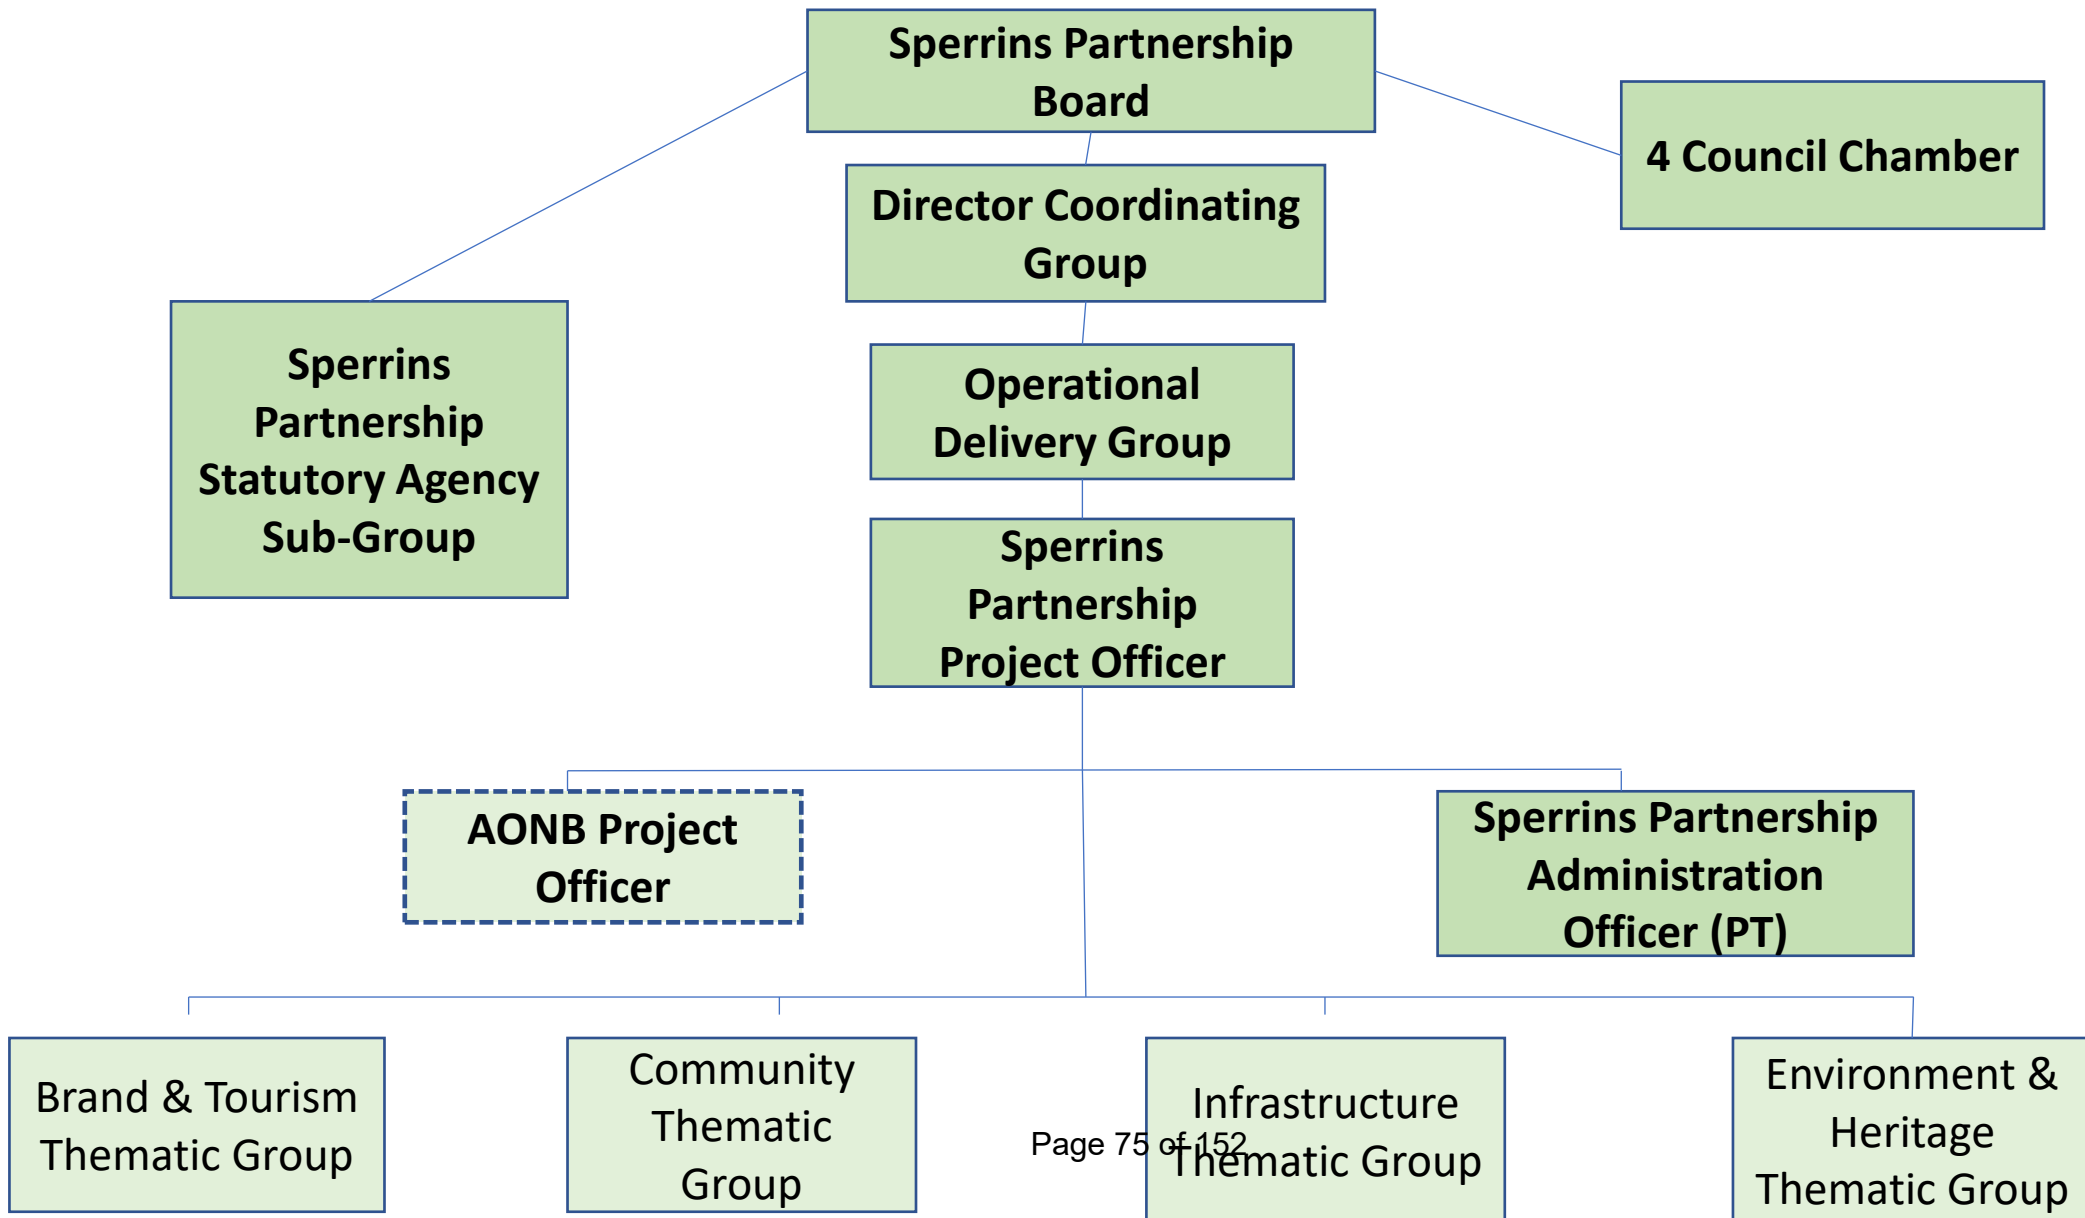 Sperrins Partnership
Board
4 Council Chamber
Director Coordinating
Group
Sperrins
Partnership
Statutory Agency
Sub-Group
Operational
Delivery Group
Sperrins
Partnership
Project Officer
AONB Project
Officer
Sperrins Partnership
Administration
Officer (PT)
Brand & Tourism
Thematic Group
Community
Thematic
Group
Infrastructure
Thematic Group
Environment &
Heritage
Thematic Group
Page 75 of 152